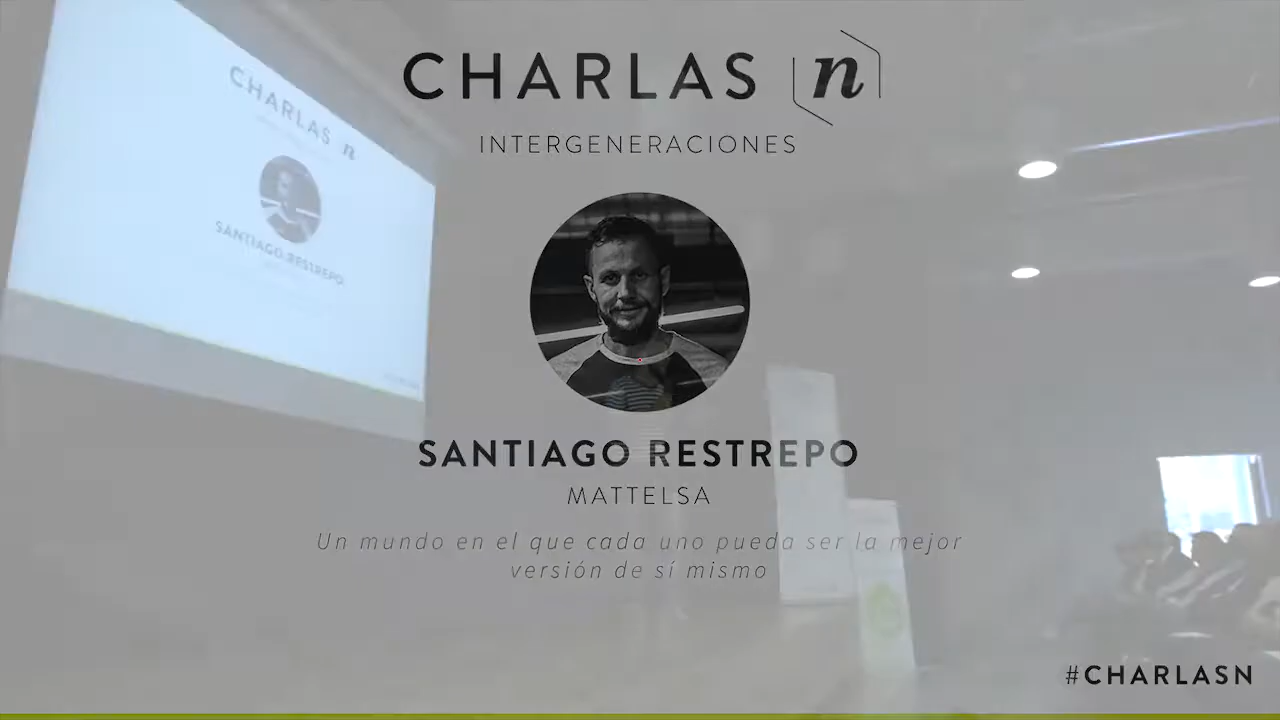 CHARLAS n
INTERGENERACIONES
SANTIAGO RESTREPO
MATTELSA
Un mundo en el que cada uno pueda ser la mejor
versión de sí mismo
#CHARLASN
CHARLAS n
SANTIAGO RESTREPO